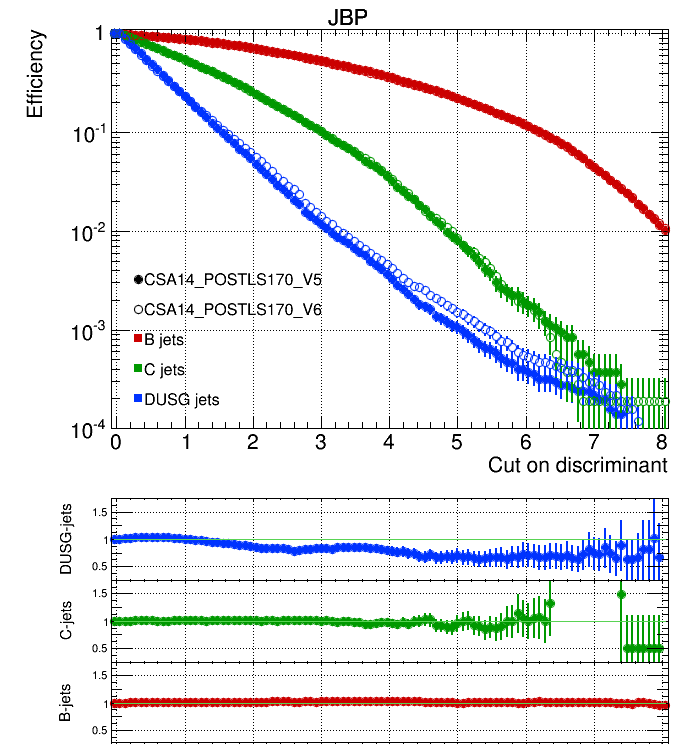 JBP
Efficiency
1
10-1
10-2
10-3
10-4
CSA14_POSTLS170_V5
CSA14_POSTLS170_V6
B jets
C jets
DUSG jets
0 1 2 3 4 5 6 7 8
Cut on discriminant
DUSG-jets
1.5
1
0.5
C-jets
1.5
1
0.5
B-jets
1.5
1
0.5